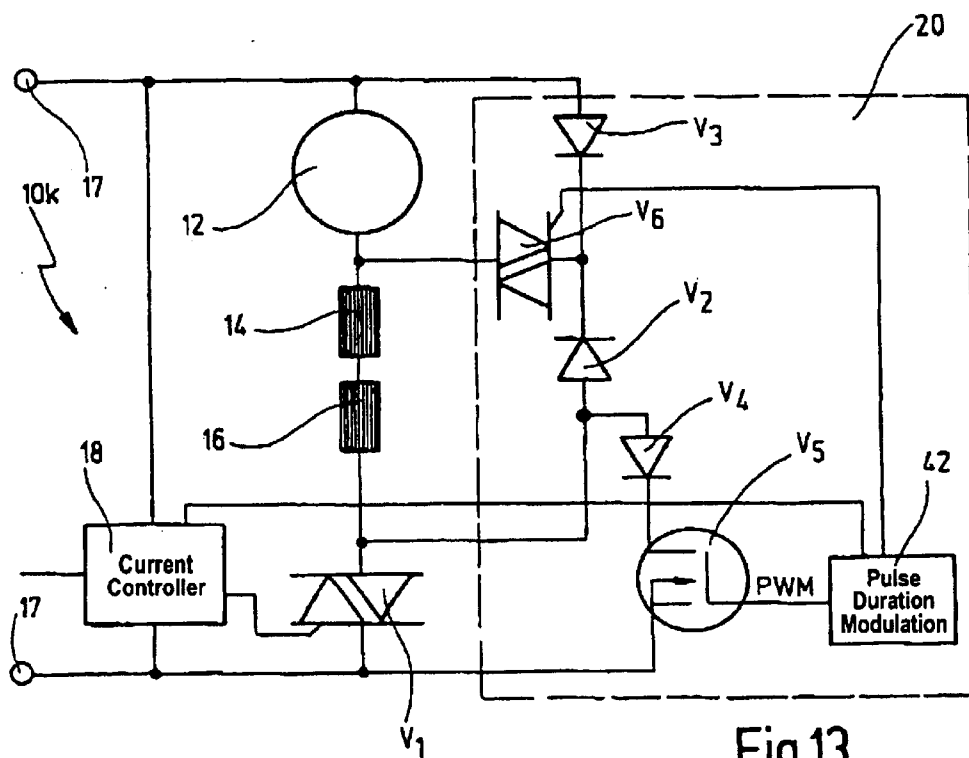 20
V3
17
10k
12
V6
14
V2
16
V4
18
V5
42
Current
Controller
PWM
Pulse
Duration
Modulation
17
V1
Fig.13